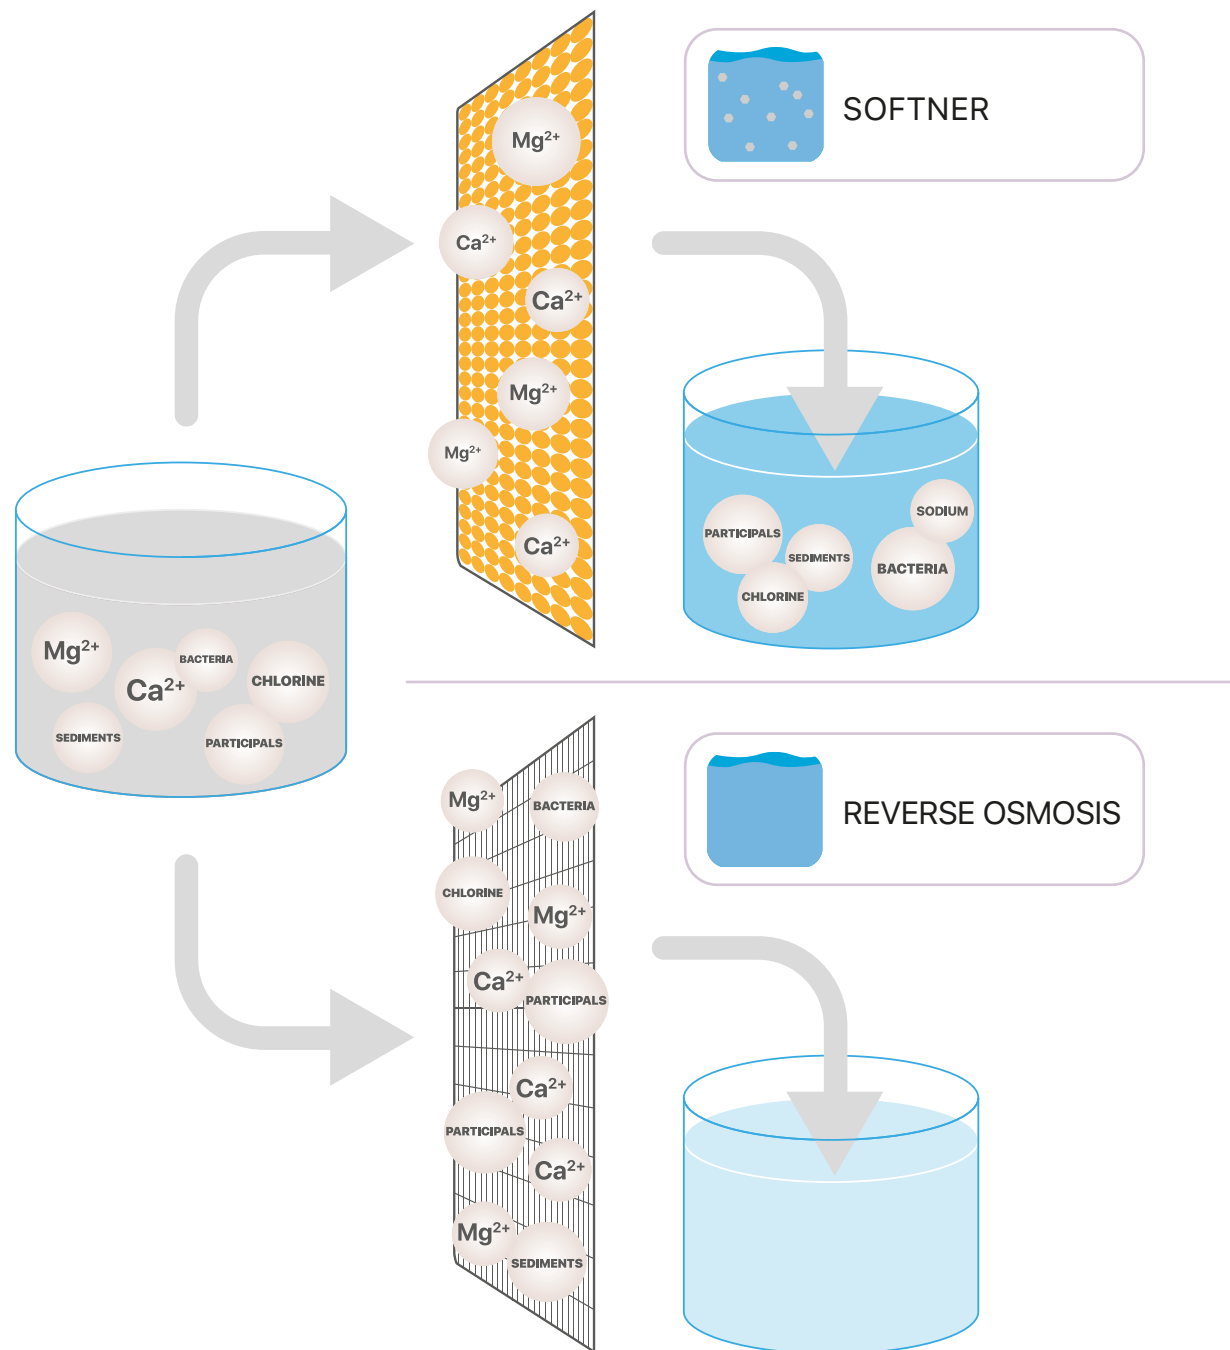 SOFTNER
Mg²⁺
Ca²⁺
Ca²⁺
Mg²⁺
Mg²⁺
Ca²⁺
SODIUM
PARTICIPALS
SEDIMENTS
BACTERIA
CHLORINE
Mg²⁺
BACTERIA
Ca²⁺
CHLORINE
SEDIMENTS
PARTICIPALS
REVERSE OSMOSIS
Mg²⁺
BACTERIA
CHLORINE
Mg²⁺
Ca²⁺
PARTICIPALS
Ca²⁺
PARTICIPALS
Ca²⁺
Mg²⁺
SEDIMENTS